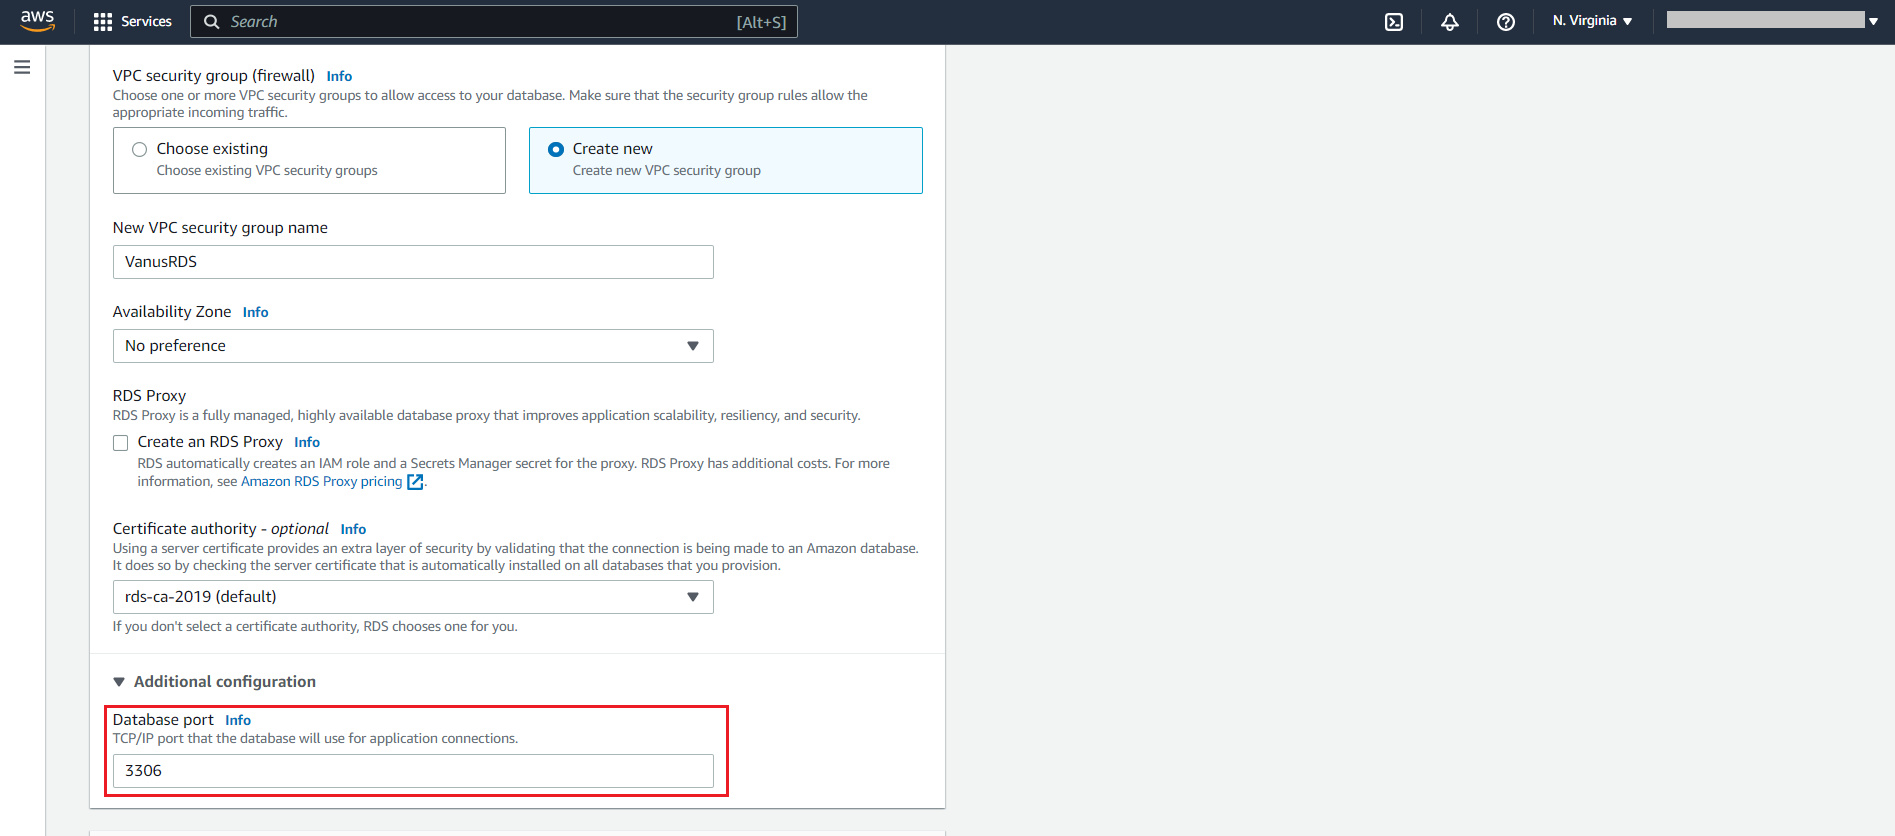 aws Services Search [Alt+S] N. Virginia
VPC security group (firewall) Info
Choose one or more VPC security groups to allow access to your database. Make sure that the security group rules allow the
appropriate incoming traffic.
Choose existing
Choose existing VPC security groups
Create new
Create new VPC security group
New VPC security group name
VanusRDS
Availability Zone Info
No preference
RDS Proxy
RDS Proxy is a fully managed, highly available database proxy that improves application scalability, resiliency, and security.
Create an RDS Proxy Info
RDS automatically creates an IAM role and a Secrets Manager secret for the proxy. RDS Proxy has additional costs. For more
information, see Amazon RDS Proxy pricing.
Certificate authority - optional Info
Using a server certificate provides an extra layer of security by validating that the connection is being made to an Amazon database.
It does so by checking the server certificate that is automatically installed on all databases that you provision.
rds-ca-2019 (default)
If you don't select a certificate authority, RDS chooses one for you.
Additional configuration
Database port Info
TCP/IP port that the database will use for application connections.
3306